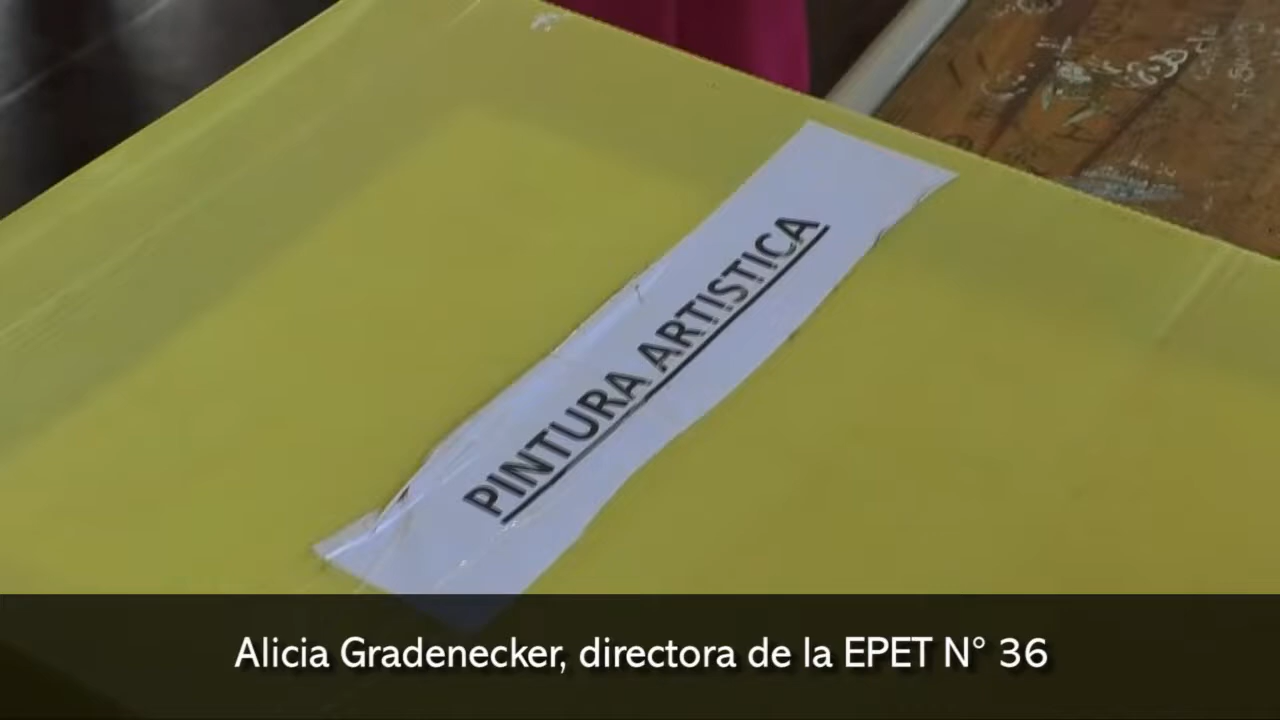 PINTURA ARTISTICA
Alicia Gradenecker, directora de la EPET N° 36